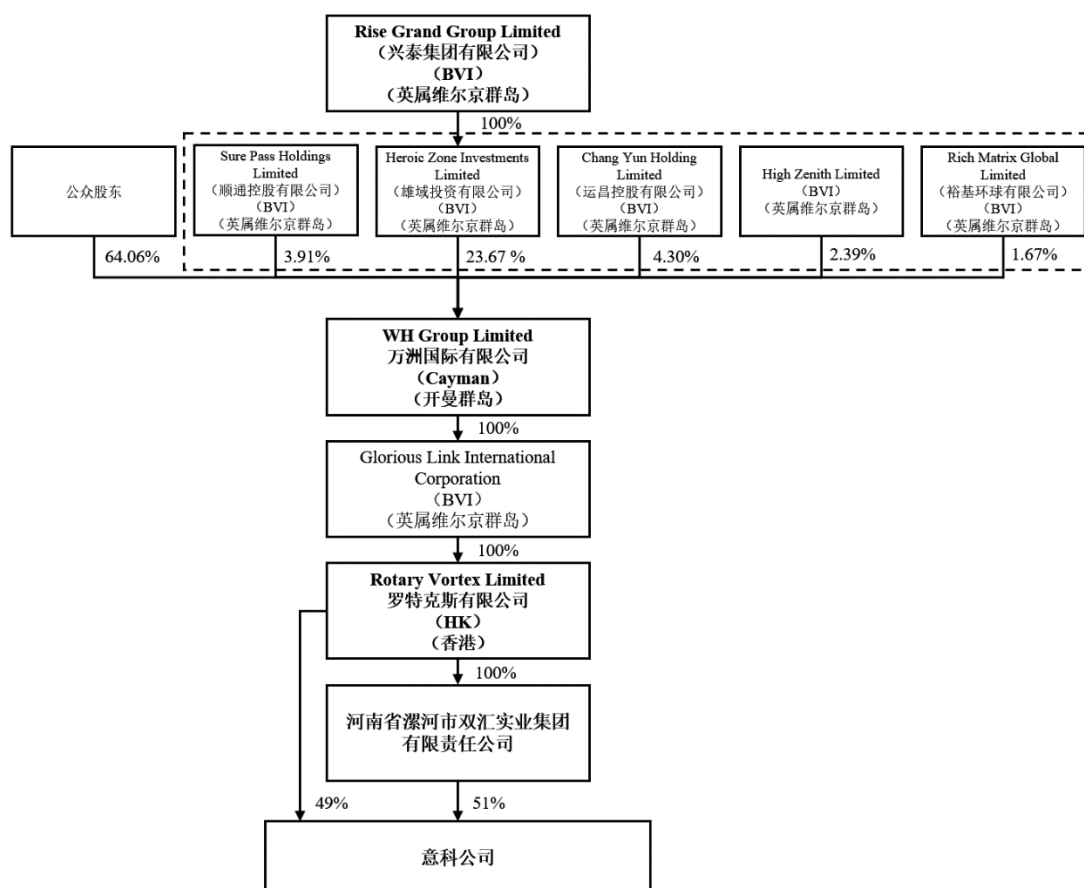 Rise Grand Group Limited
（兴泰集团有限公司）
(BVI)
（英属维尔京群岛）
100%
公众股东
Sure Pass Holdings
Limited
（顺通控股有限公司）
(BVI)
（英属维尔京群岛）
Heroic Zone Investments
Limited
（雄域投资有限公司）
(BVI)
（英属维尔京群岛）
Chang Yun Holding
Limited
（运昌控股有限公司）
(BVI)
（英属维尔京群岛）
High Zenith Limited
(BVI)
（英属维尔京群岛）
Rich Matrix Global
Limited
（裕基环球有限公司）
(BVI)
（英属维尔京群岛）
64.06%
3.91%
23.67 %
4.30%
2.39%
1.67%
WH Group Limited
万洲国际有限公司
（Cayman）
（开曼群岛）
100%
Glorious Link International
Corporation
（BVI）
（英属维尔京群岛）
100%
Rotary Vortex Limited
罗特克斯有限公司
（HK）
（香港）
100%
河南省漯河市双汇实业集团
有限责任公司
49%
51%
意科公司